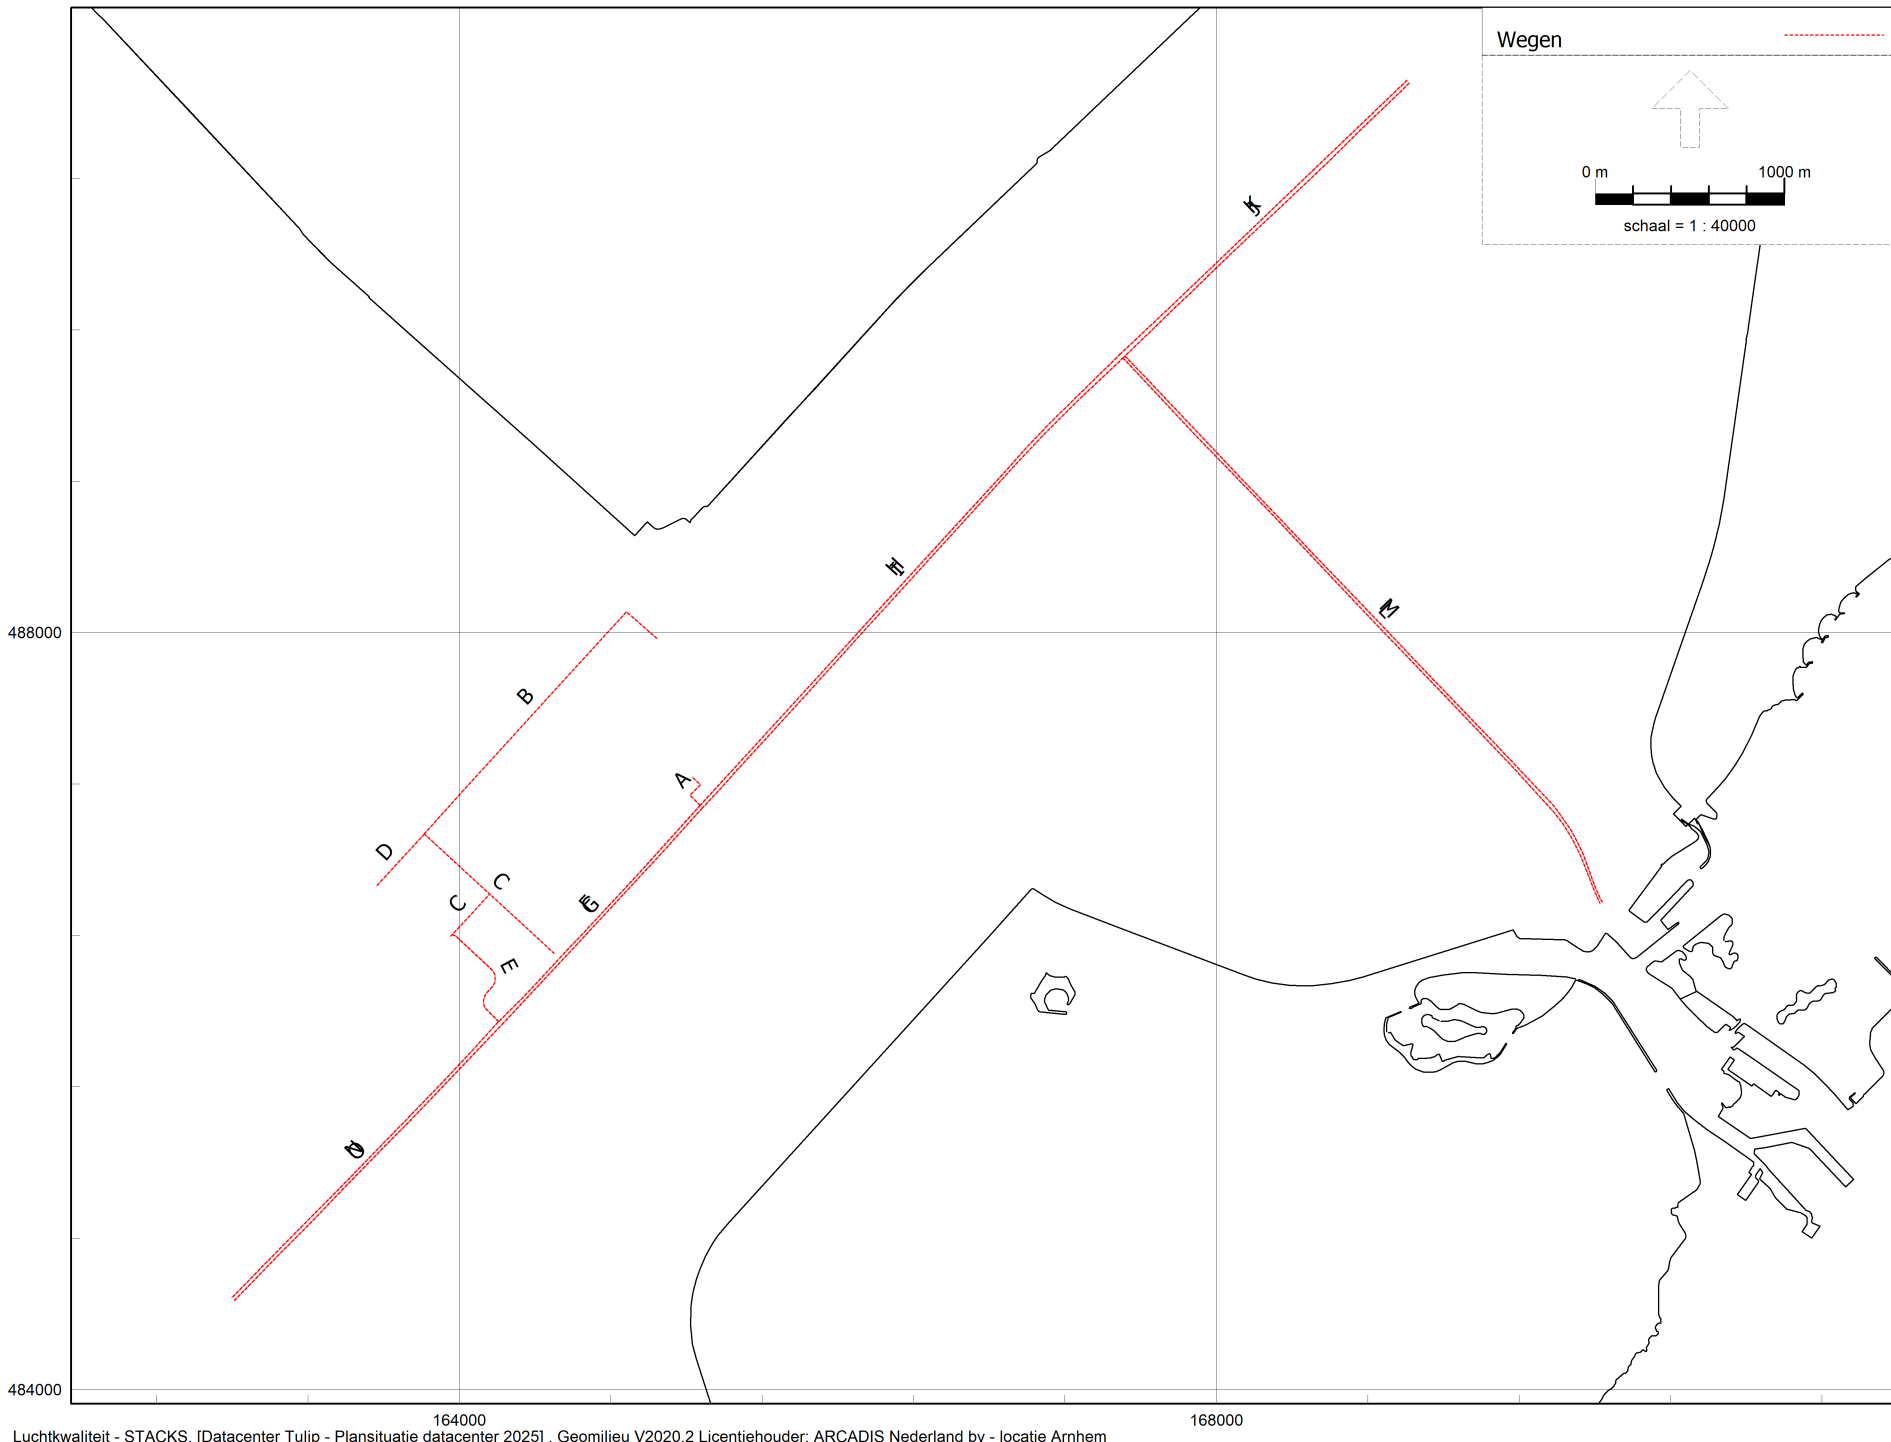 Wegen
0 m 1000 m
schaal = 1 : 40000
J K
H I
L M
488000
B
A
D
C
C
F G
E
N O
484000
164000 168000
Luchtkwaliteit - STACKS, [Datacenter Tulip - Plansituatie datacenter 2025] , Geomilieu V2020.2 Licentiehouder: ARCADIS Nederland bv - locatie Arnhem